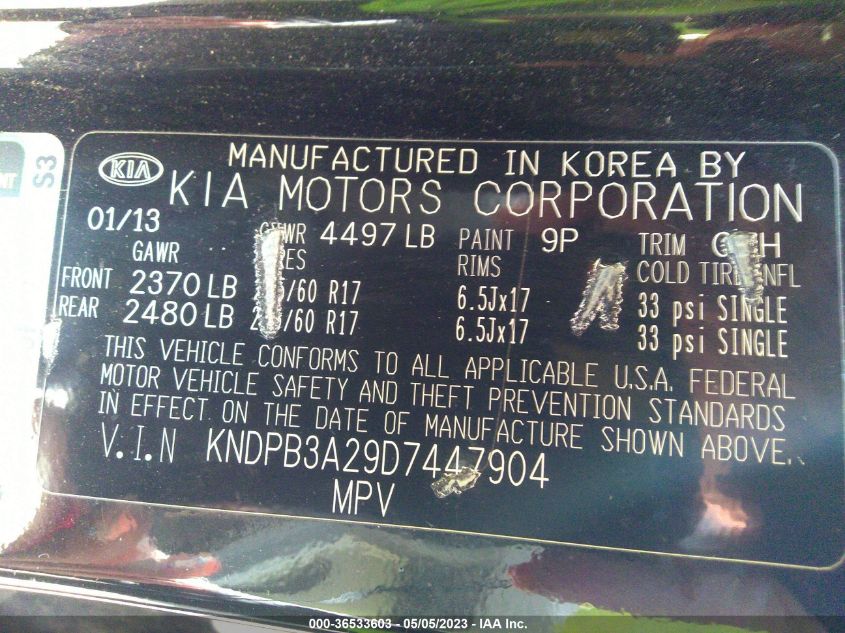 S3
KIA MANUFACTURED IN KOREA BY
KIA MOTORS CORPORATION
01/13 4497 LB PAINT 9P TRIM
GAWR RIMS COLD
FRONT 2370 LB R17 6.5Jx17 33 psi SINGLE
REAR 2480 LB R17 6.5Jx17 33 psi SINGLE
THIS VEHICLE CONFORMS TO ALL APPLICABLE U.S.A. FEDERAL
MOTOR VEHICLE SAFETY AND THEFT PREVENTION STANDARDS
IN EFFECT ON THE DATE OF MANUFACTURE SHOWN ABOVE.
V.I.N KNDPB3A29D7447904
MPV
000-36533603 - 05/05/2023 - IAA Inc.